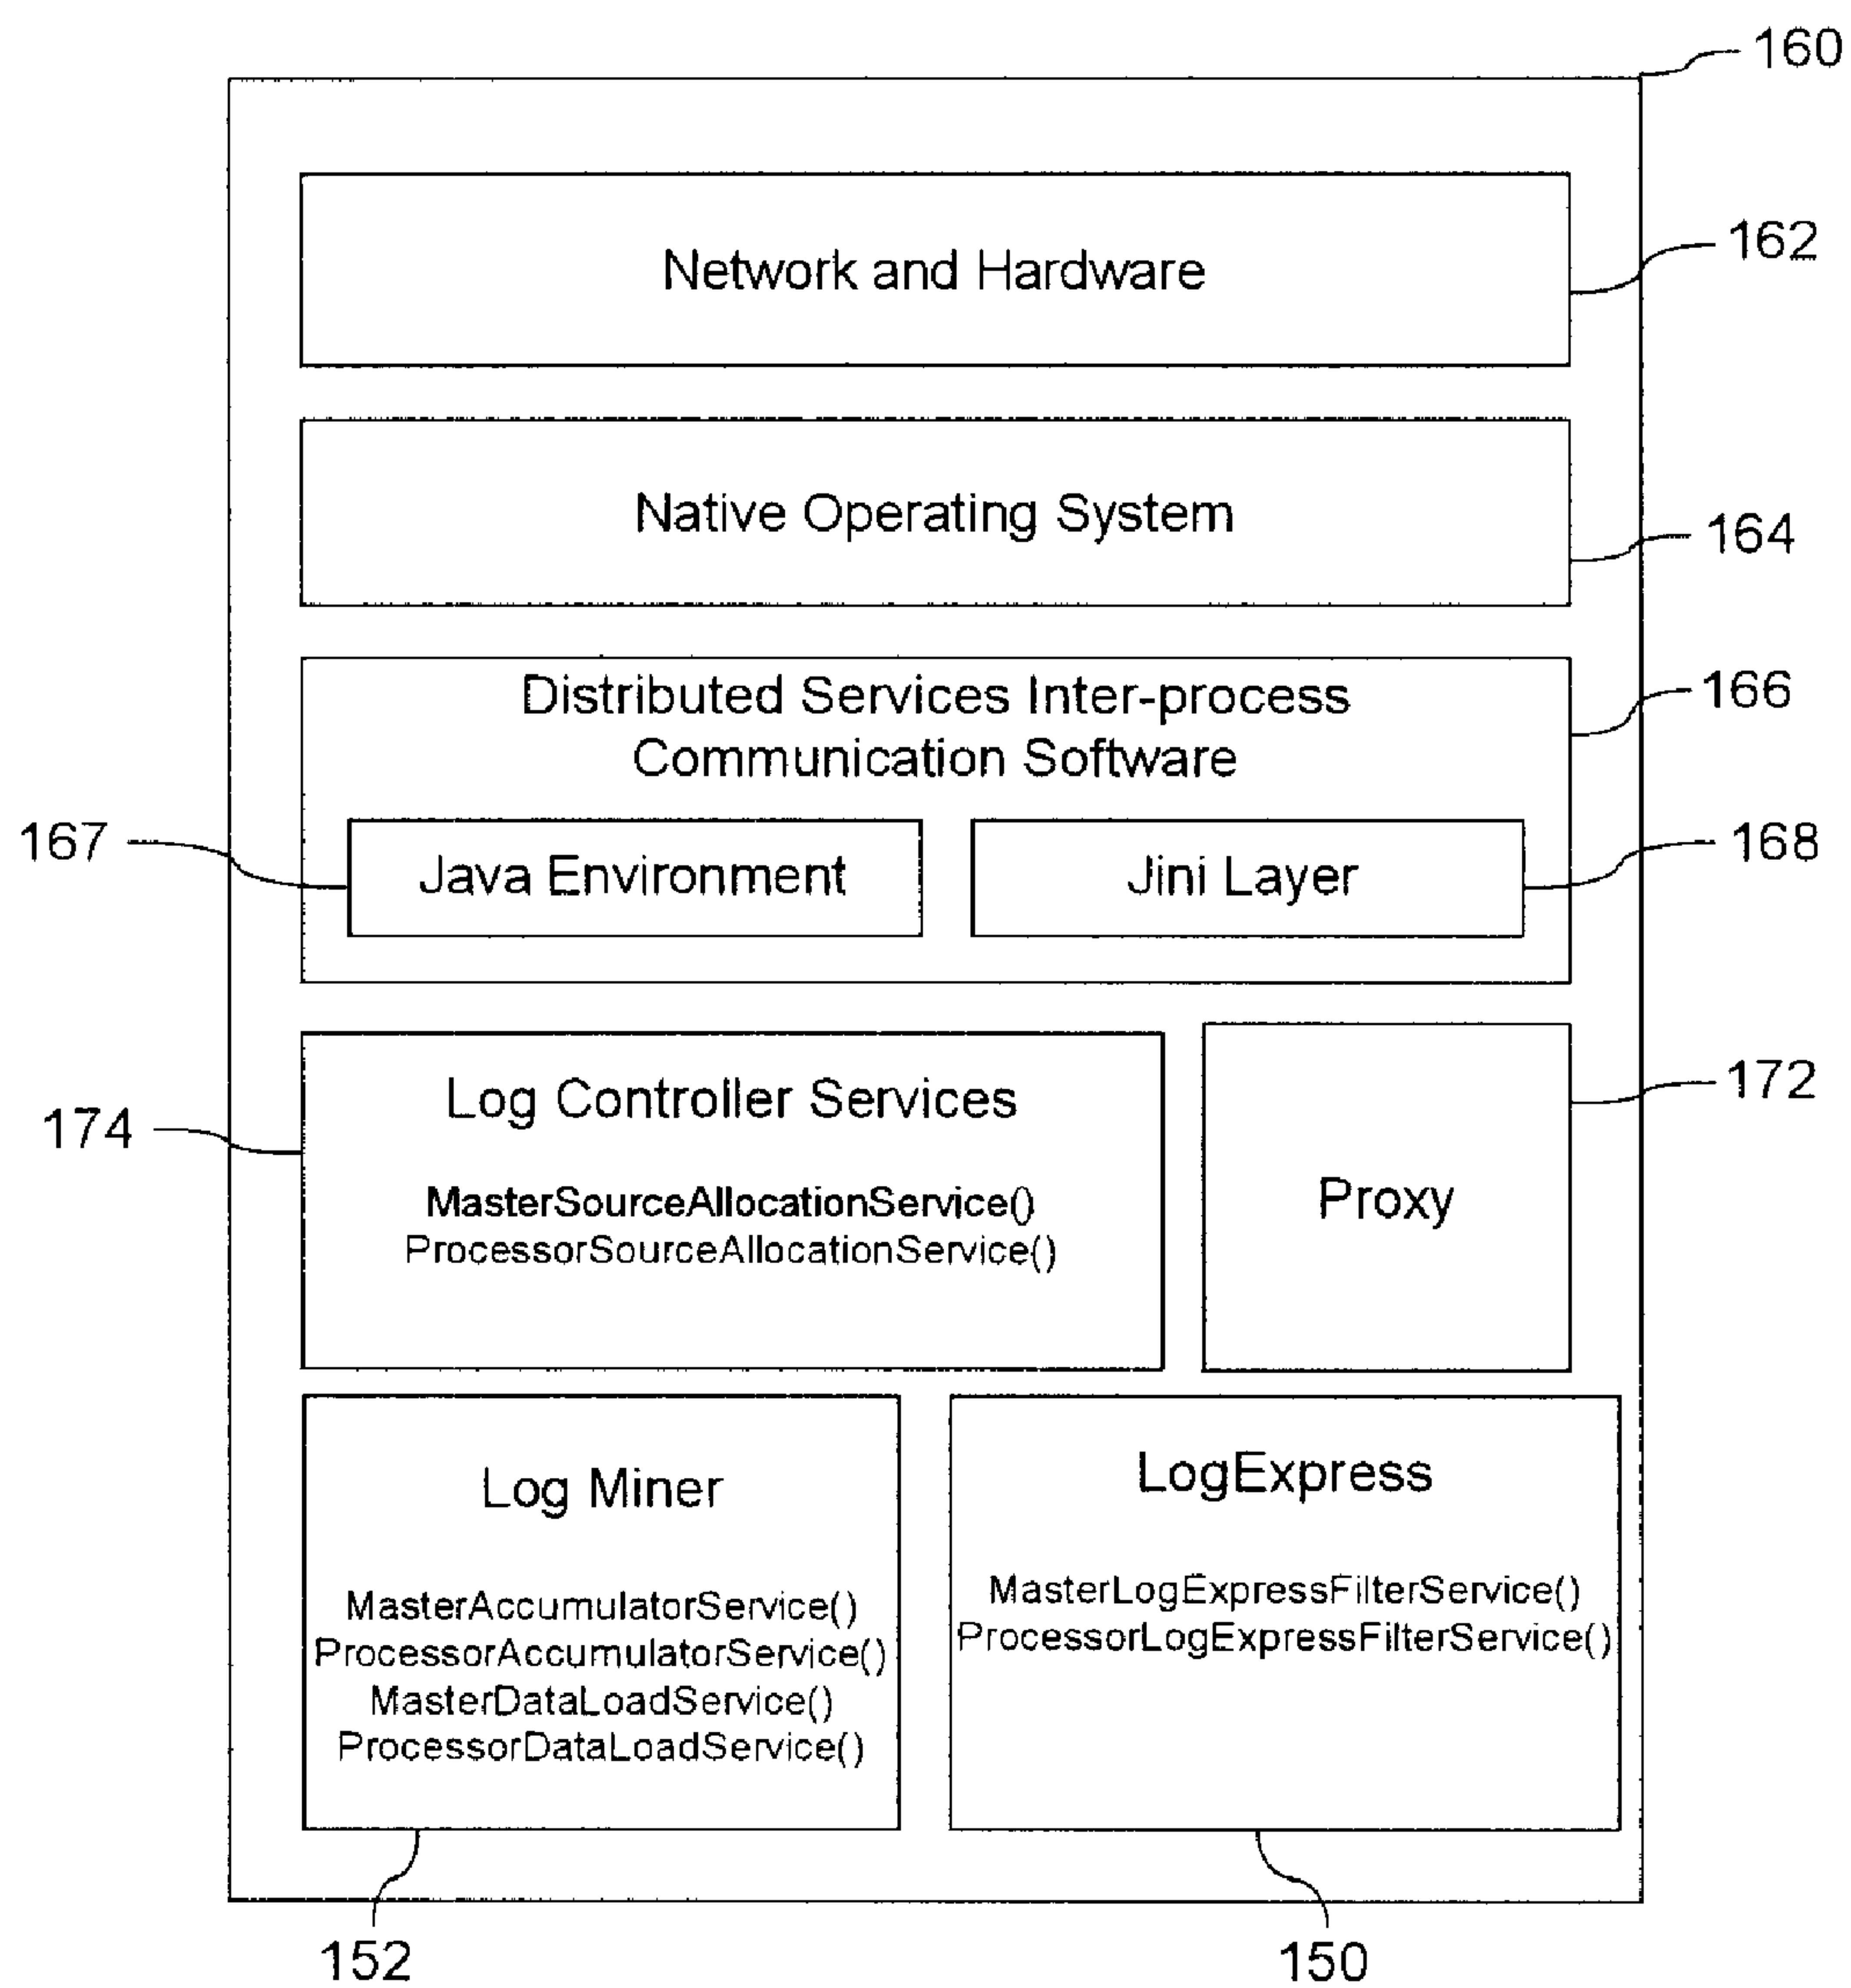 160
Network and Hardware
162
Native Operating System
164
Distributed Services Inter-process
Communication Software
166
167
Java Environment
Jini Layer
168
Log Controller Services
MasterSourceAllocationService()
ProcessorSourceAllocationService()
174
Proxy
172
Log Miner
MasterAccumulatorService()
ProcessorAccumulatorService()
MasterDataLoadService()
ProcessorDataLoadService()
LogExpress
MasterLogExpressFilterService()
ProcessorLogExpressFilterService()
152
150